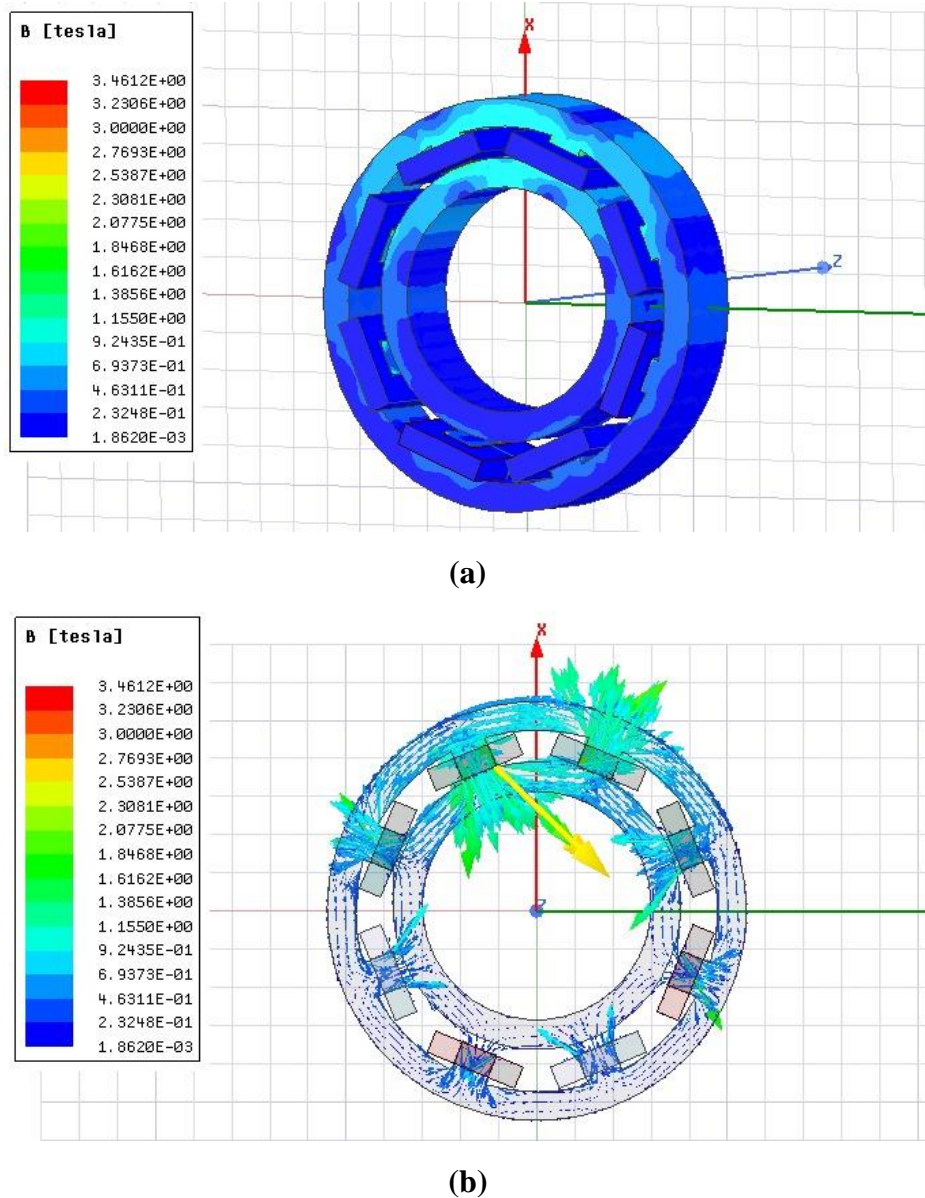 B [tesla]
3.4612E+00
3.2306E+00
3.0000E+00
2.7693E+00
2.5387E+00
2.3081E+00
2.0775E+00
1.8468E+00
1.6162E+00
1.3856E+00
1.1550E+00
9.2435E-01
6.9373E-01
4.6311E-01
2.3248E-01
1.8620E-03
X
Z
(a)
B [tesla]
3.4612E+00
3.2306E+00
3.0000E+00
2.7693E+00
2.5387E+00
2.3081E+00
2.0775E+00
1.8468E+00
1.6162E+00
1.3856E+00
1.1550E+00
9.2435E-01
6.9373E-01
4.6311E-01
2.3248E-01
1.8620E-03
X
Z
(b)